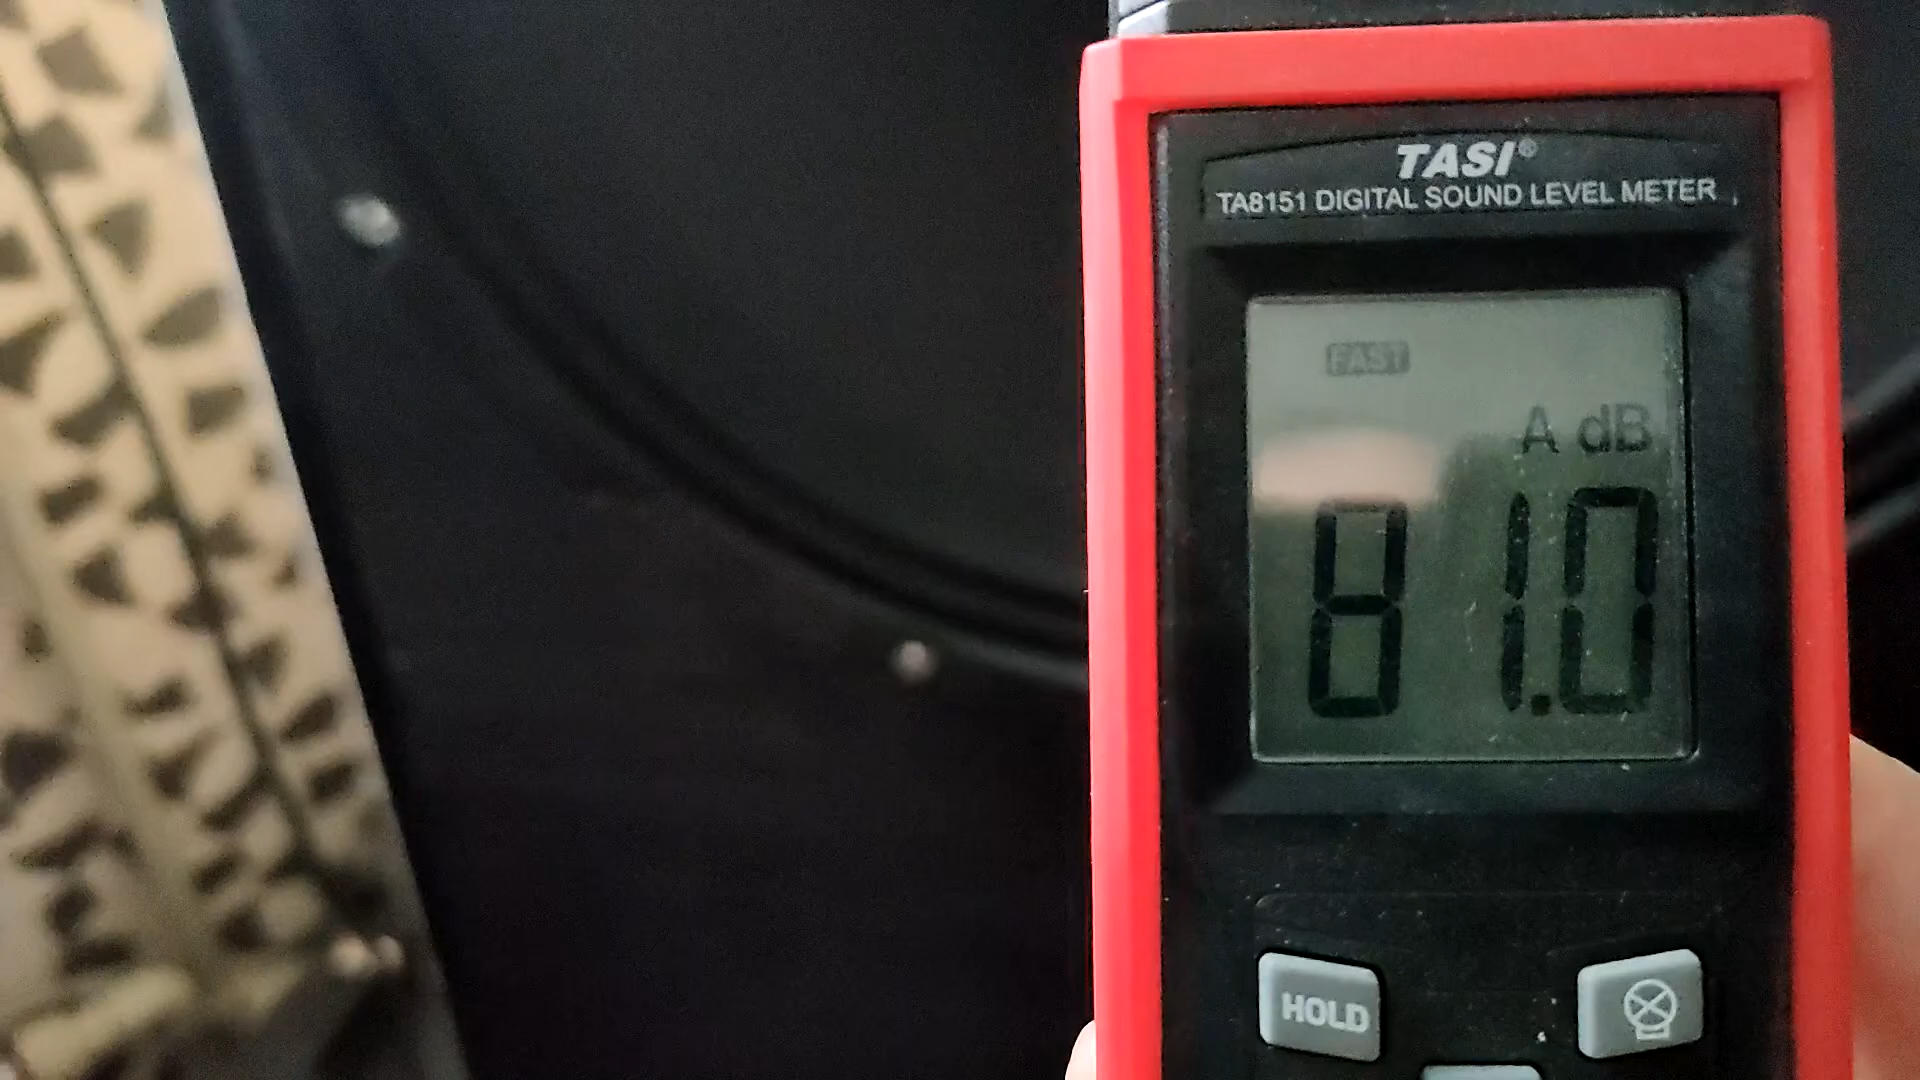 TASI®
TA8151 DIGITAL SOUND LEVEL METER
FAST
A dB
81.0
HOLD